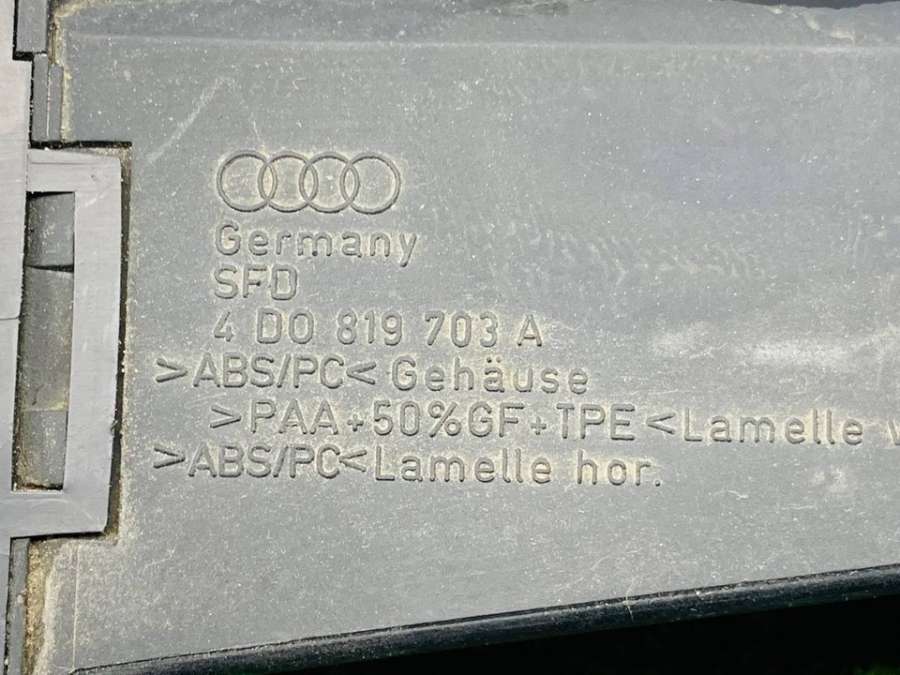 Germany
SFD
4 D0 819 703 A
>ABS/PC< Gehäuse
>PAA+50%GF+TPE<Lamelle
>ABS/PC<Lamelle hor.